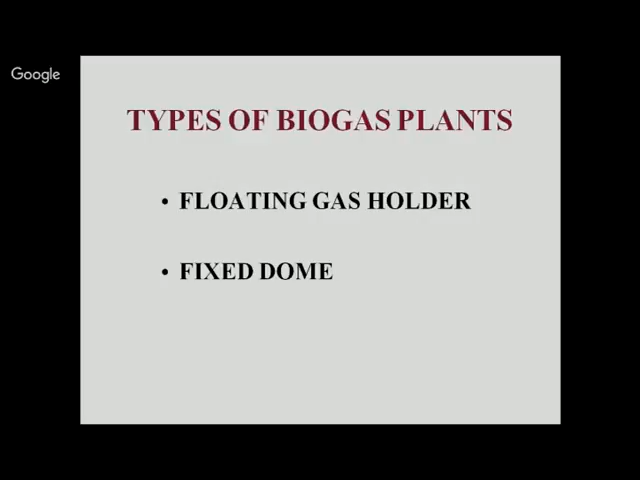 Google
TYPES OF BIOGAS PLANTS
• FLOATING GAS HOLDER
• FIXED DOME